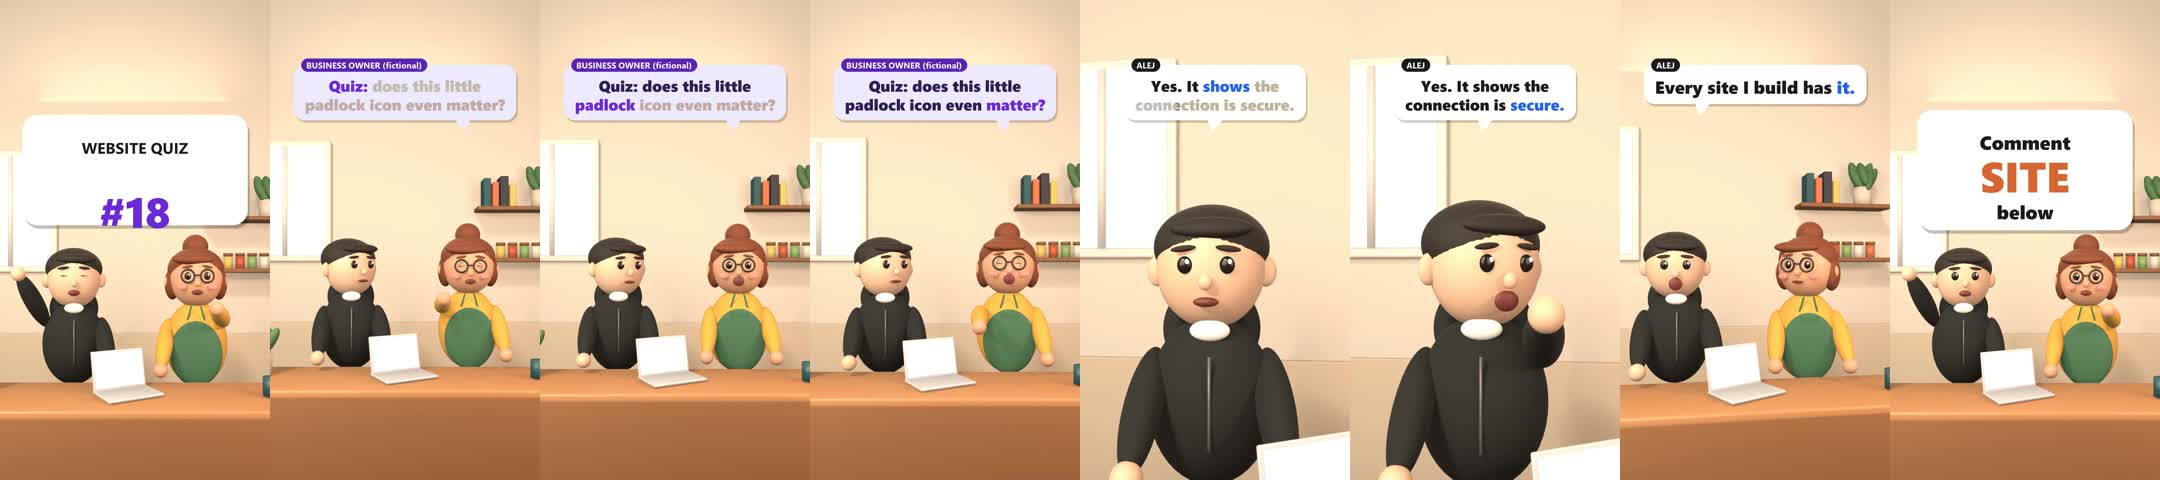 WEBSITE QUIZ
#18
BUSINESS OWNER (fictional)
Quiz: does this little
padlock icon even matter?
BUSINESS OWNER (fictional)
Quiz: does this little
padlock icon even matter?
BUSINESS OWNER (fictional)
Quiz: does this little
padlock icon even matter?
ALEJ
Yes. It shows the
connection is secure.
ALEJ
Yes. It shows the
connection is secure.
ALEJ
Every site I build has it.
Comment
SITE
below